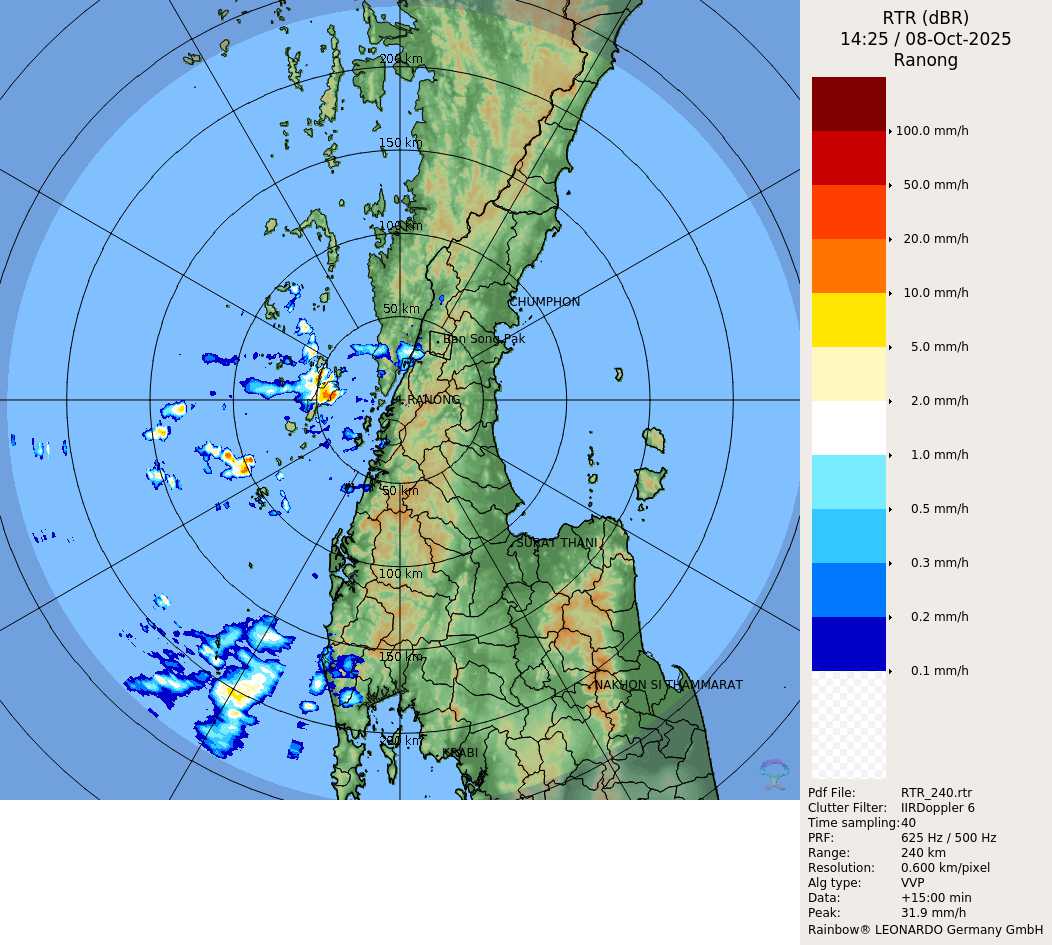 RTR (dBR)
14:25 / 08-Oct-2025
Ranong
100.0 mm/h
50.0 mm/h
20.0 mm/h
10.0 mm/h
5.0 mm/h
2.0 mm/h
1.0 mm/h
0.5 mm/h
0.3 mm/h
0.2 mm/h
0.1 mm/h
200 km
150 km
100 km
50 km
CHUMPHON
Ban Song Pak
RANONG
50 km
SURAT THANI
100 km
150 km
NAKHON SI THAMMARAT
200 km
KRABI
Pdf File: RTR_240.rtr
Clutter Filter: IIRDoppler 6
Time sampling: 40
PRF: 625 Hz / 500 Hz
Range: 240 km
Resolution: 0.600 km/pixel
Alg type: VVP
Data: +15:00 min
Peak: 31.9 mm/h
Rainbow® LEONARDO Germany GmbH